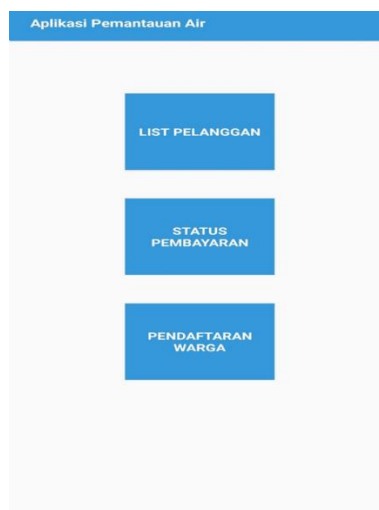 Aplikasi Pemantauan Air
LIST PELANGGAN
STATUS
PEMBAYARAN
PENDAFTARAN
WARGA